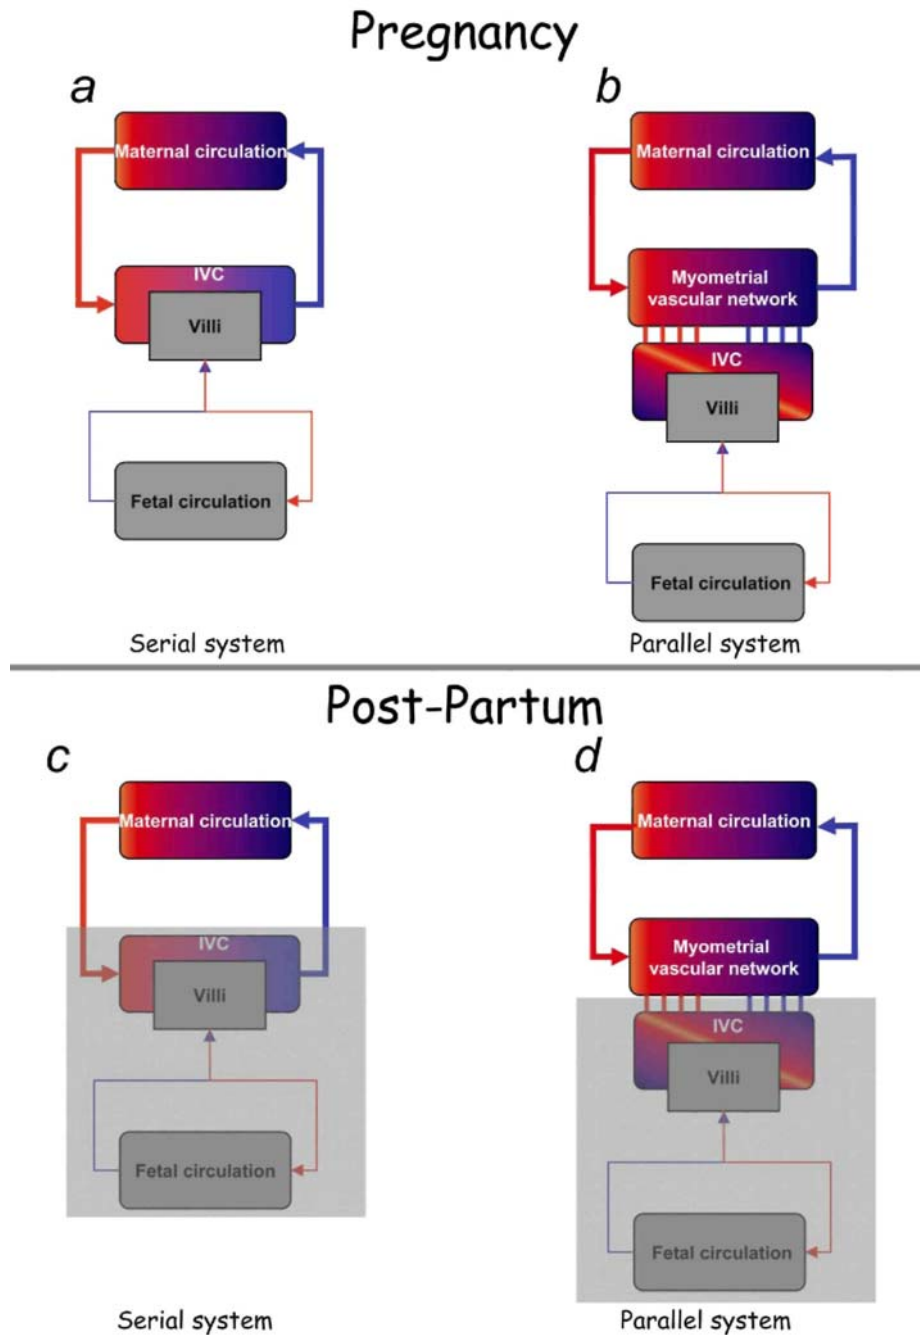 Pregnancy
a
Maternal circulation
IVC
Villi
Fetal circulation
Serial system
b
Maternal circulation
Myometrial
vascular network
IVC
Villi
Fetal circulation
Parallel system
Post-Partum
c
Maternal circulation
IVC
Villi
Fetal circulation
Serial system
d
Maternal circulation
Myometrial
vascular network
IVC
Villi
Fetal circulation
Parallel system